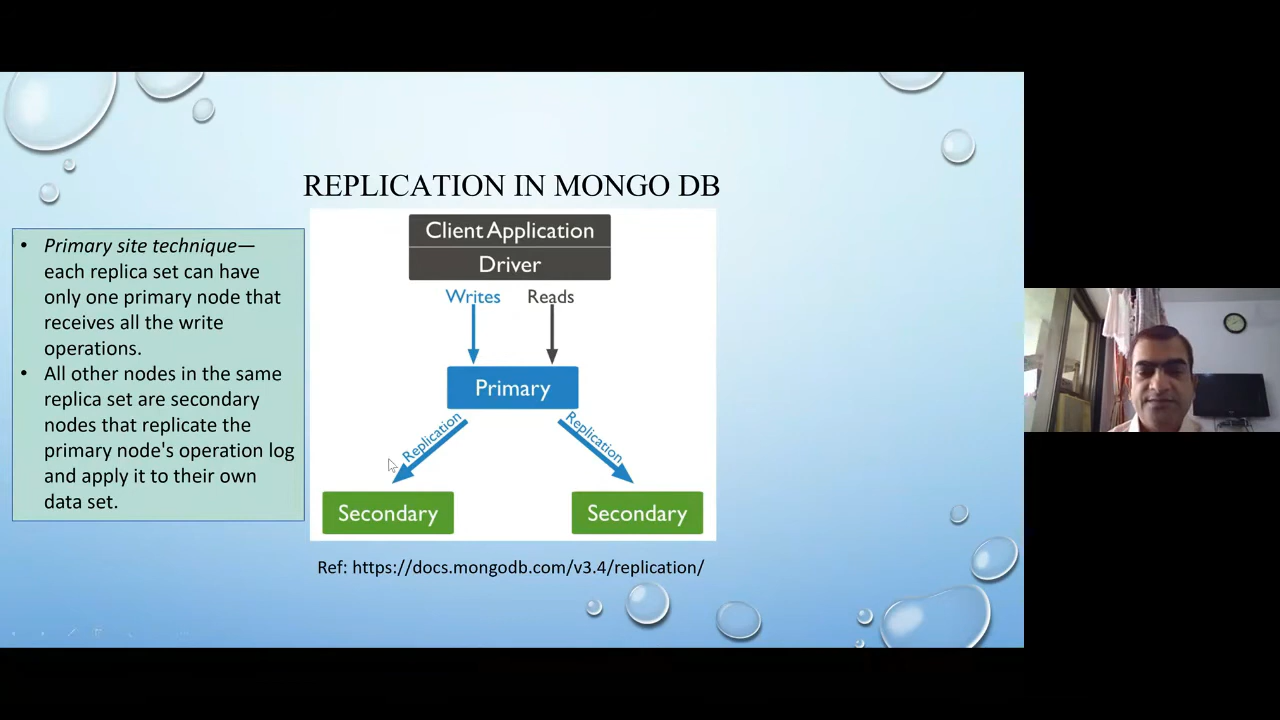 REPLICATION IN MONGO DB
• Primary site technique—
each replica set can have
only one primary node that
receives all the write
operations.
• All other nodes in the same
replica set are secondary
nodes that replicate the
primary node's operation log
and apply it to their own
data set.
Client Application
Driver
Writes Reads
Primary
Replication Replication
Secondary Secondary
Ref: https://docs.mongodb.com/v3.4/replication/